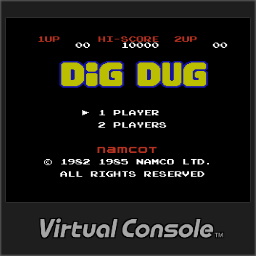 1UP HI-SCORE 2UP
00 10000 00
DiG DUG
▶ 1 PLAYER
2 PLAYERS
namcot
© 1982 1985 NAMCO LTD.
ALL RIGHTS RESERVED
Virtual Console™